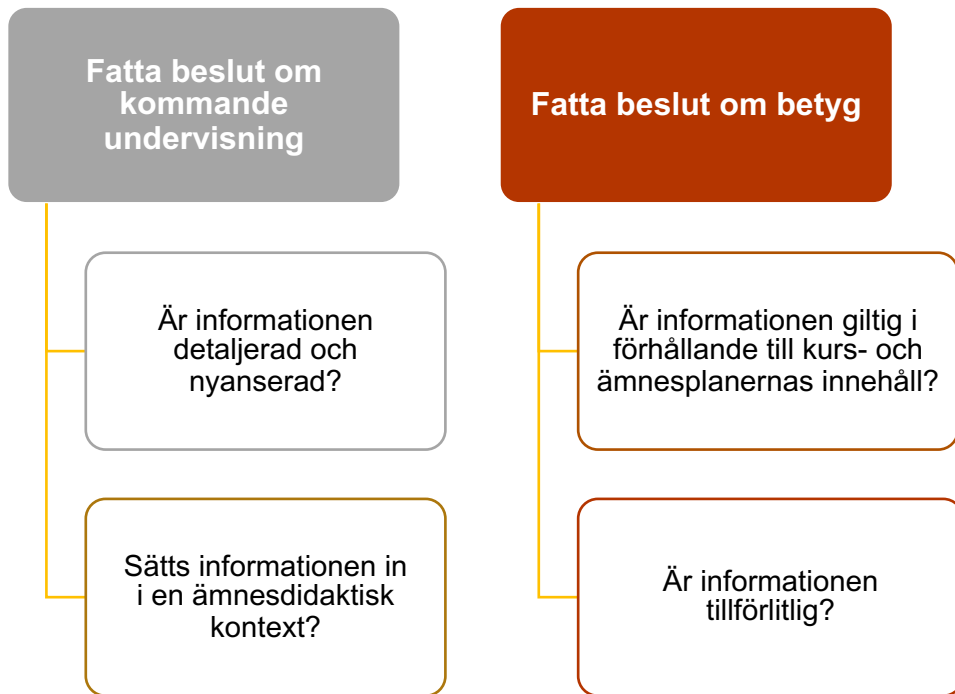 Fatta beslut om
kommande
undervisning
Är informationen
detaljerad och
nyanserad?
Sätts informationen in
i en ämnesdidaktisk
kontext?
Fatta beslut om betyg
Är informationen giltig i
förhållande till kurs- och
ämnesplanernas innehåll?
Är informationen
tillförlitlig?